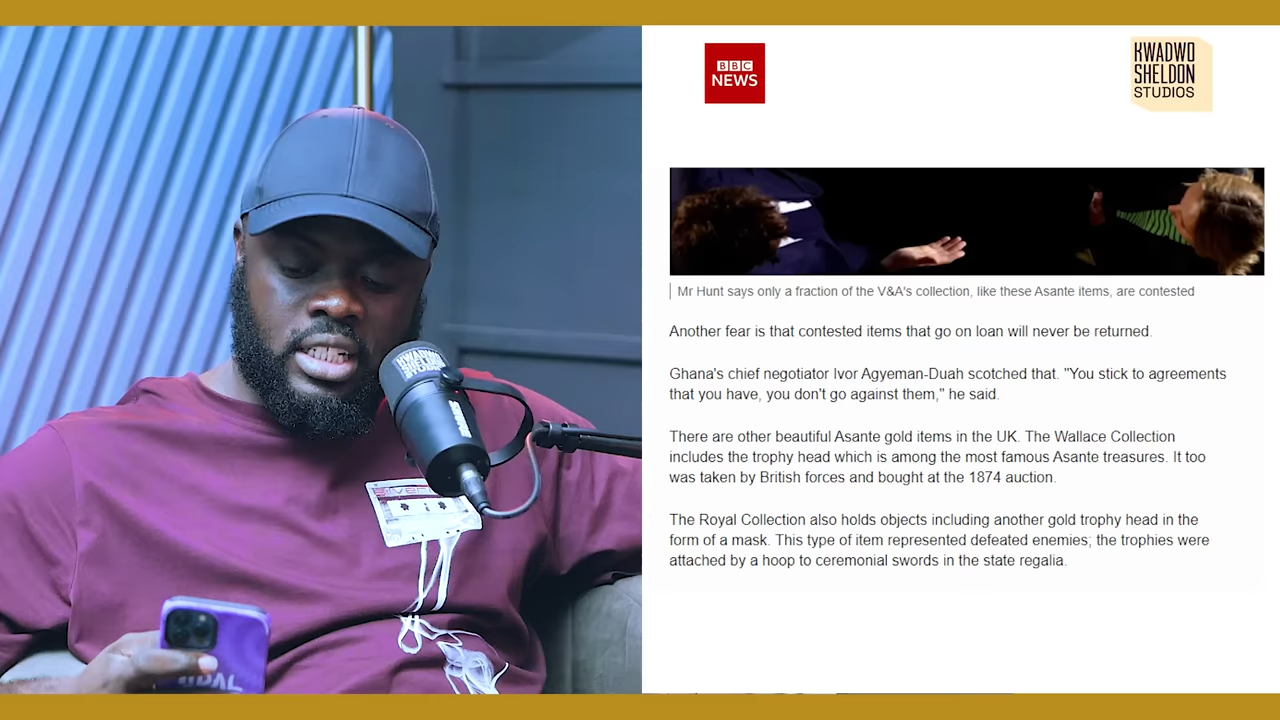 BBC
NEWS
KWADWO
SHELDON
STUDIOS
Mr Hunt says only a fraction of the V&A's collection, like these Asante items, are contested
Another fear is that contested items that go on loan will never be returned.
Ghana's chief negotiator Ivor Agyeman-Duah scotched that. "You stick to agreements
that you have, you don't go against them," he said.
There are other beautiful Asante gold items in the UK. The Wallace Collection
includes the trophy head which is among the most famous Asante treasures. It too
was taken by British forces and bought at the 1874 auction.
The Royal Collection also holds objects including another gold trophy head in the
form of a mask. This type of item represented defeated enemies; the trophies were
attached by a hoop to ceremonial swords in the state regalia.
KWADWO
SHELDON
STUDIOS